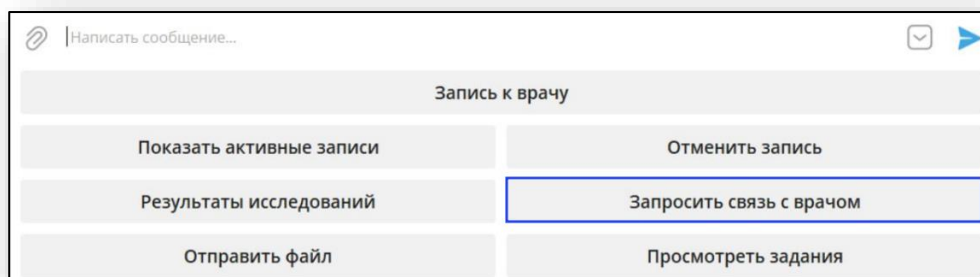 Написать сообщение...
Запись к врачу
Показать активные записи
Отменить запись
Результаты исследований
Запросить связь с врачом
Отправить файл
Просмотреть задания